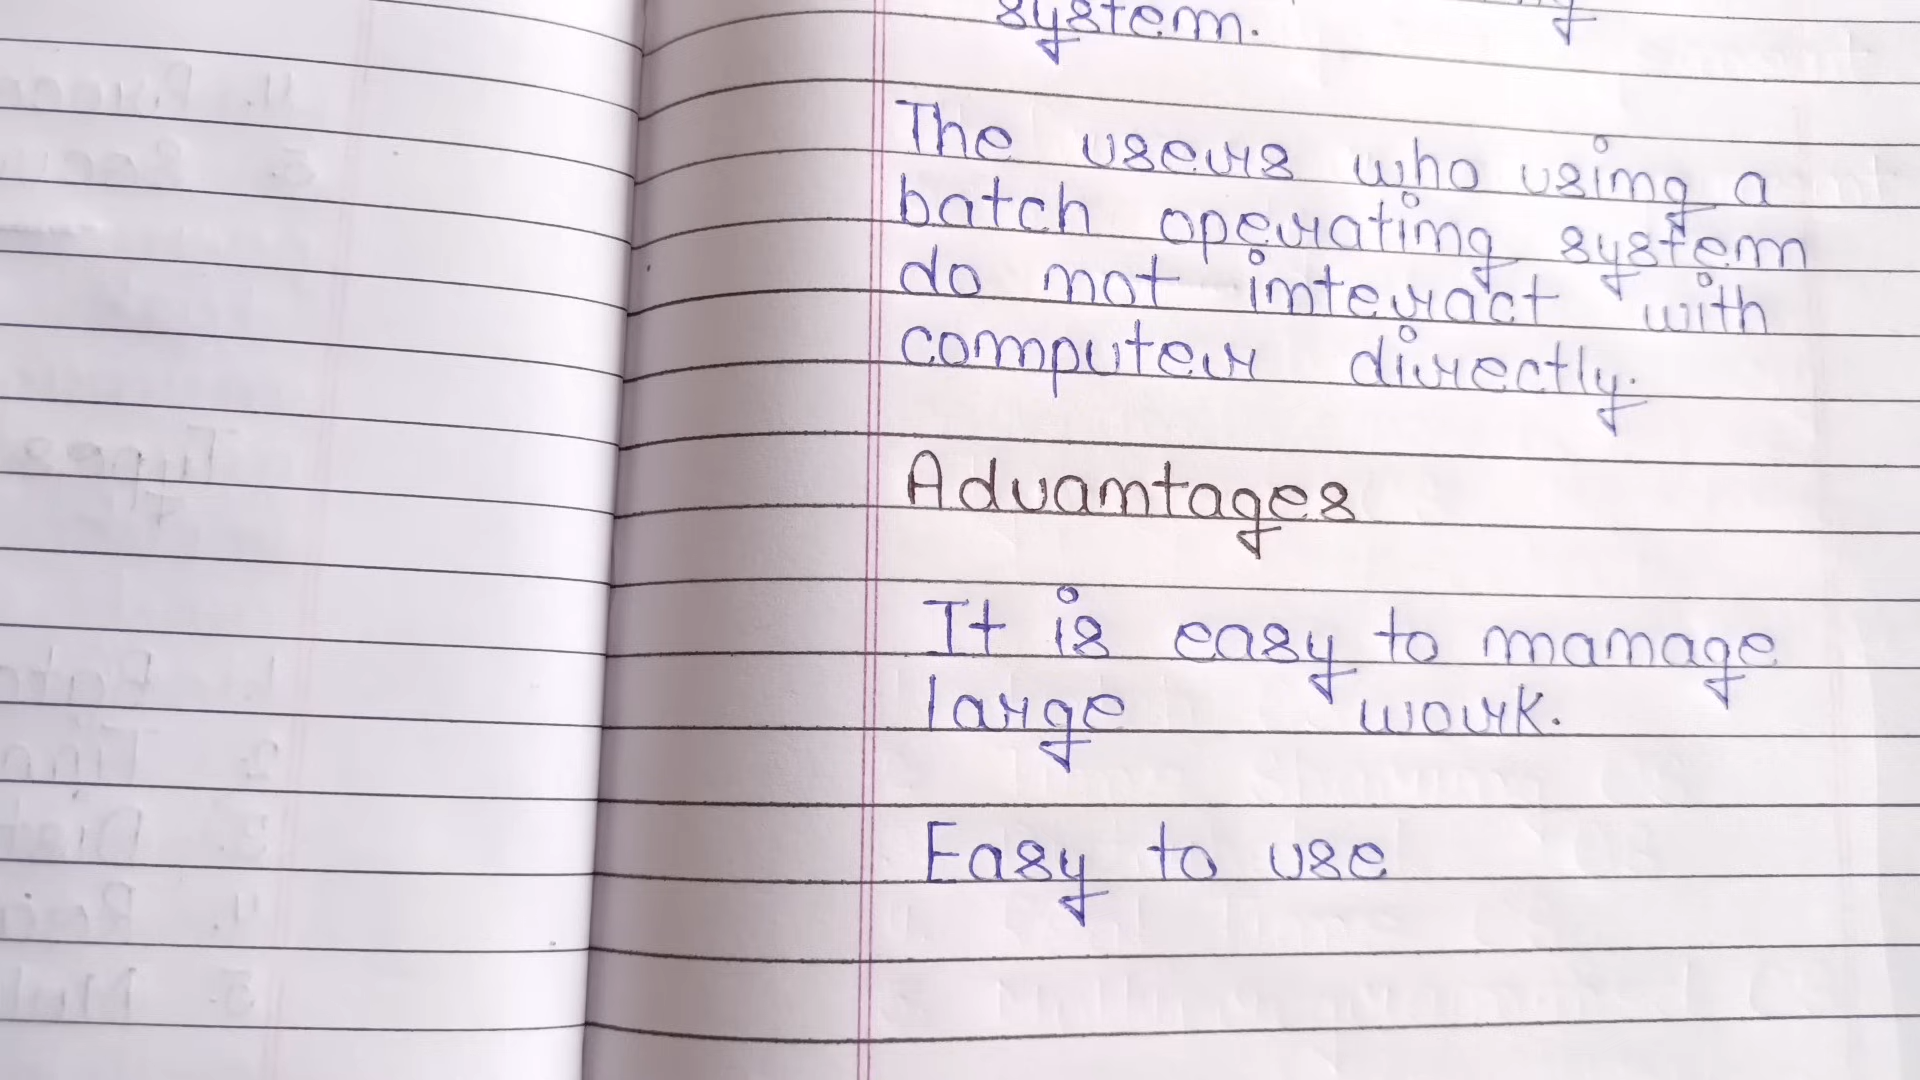 system.
The users who using a
batch operating system
do not interact with
computer directly.
Advantages
It is easy to manage
large work.
Easy to use